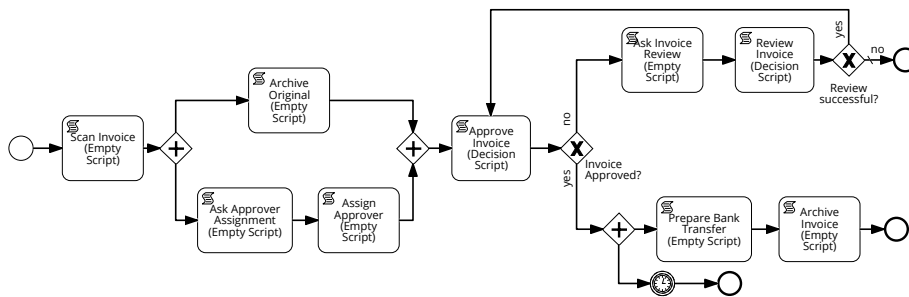 Scan Invoice
(Empty
Script)
Archive
Original
(Empty
Script)
Ask Approver
Assignment
(Empty Script)
Assign
Approver
(Empty
Script)
Approve
Invoice
(Decision
Script)
Invoice
Approved?
no
yes
Ask Invoice
Review
(Empty
Script)
Review
Invoice
(Decision
Script)
Review
successful?
yes
no
Prepare Bank
Transfer
(Empty Script)
Archive
Invoice
(Empty
Script)